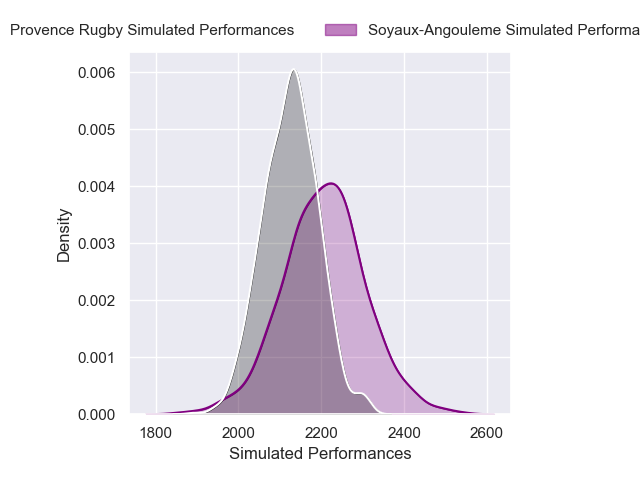 Provence Rugby Simulated Performances
Soyaux-Angouleme Simulated Performa
0.006
0.005
0.004
0.003
0.002
0.001
0.000
Density
1800 2000 2200 2400 2600
Simulated Performances